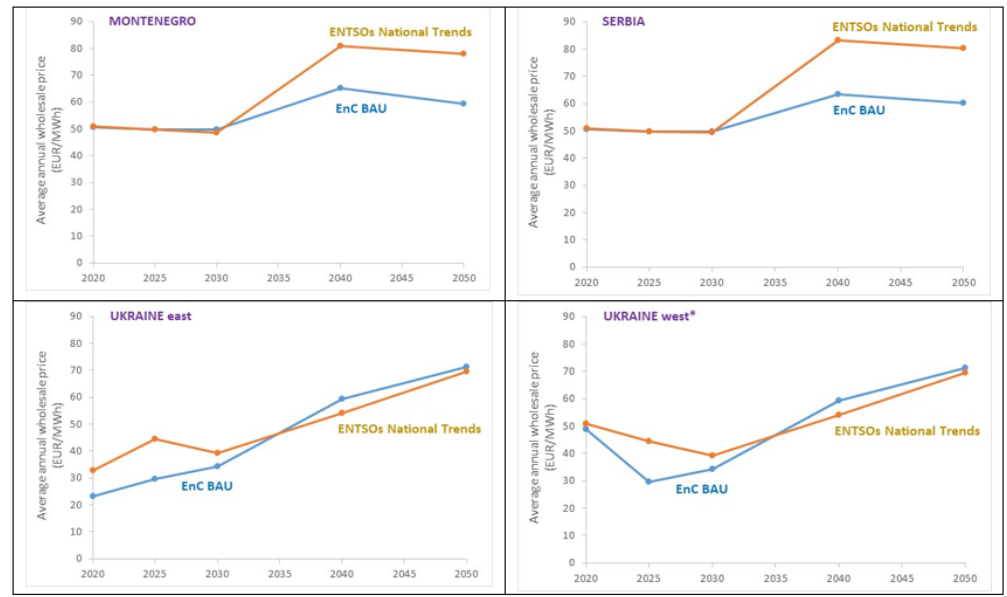 MONTENEGRO
ENTSOs National Trends
EnC BAU
Average annual wholesale price
(EUR/MWh)
90
80
70
60
50
40
30
20
10
0
2020 2025 2030 2035 2040 2045 2050
SERBIA
ENTSOs National Trends
EnC BAU
Average annual wholesale price
(EUR/MWh)
90
80
70
60
50
40
30
20
10
0
2020 2025 2030 2035 2040 2045 2050
UKRAINE east
ENTSOs National Trends
EnC BAU
Average annual wholesale price
(EUR/MWh)
90
80
70
60
50
40
30
20
10
0
2020 2025 2030 2035 2040 2045 2050
UKRAINE west*
ENTSOs National Trends
EnC BAU
Average annual wholesale price
(EUR/MWh)
90
80
70
60
50
40
30
20
10
0
2020 2025 2030 2035 2040 2045 2050